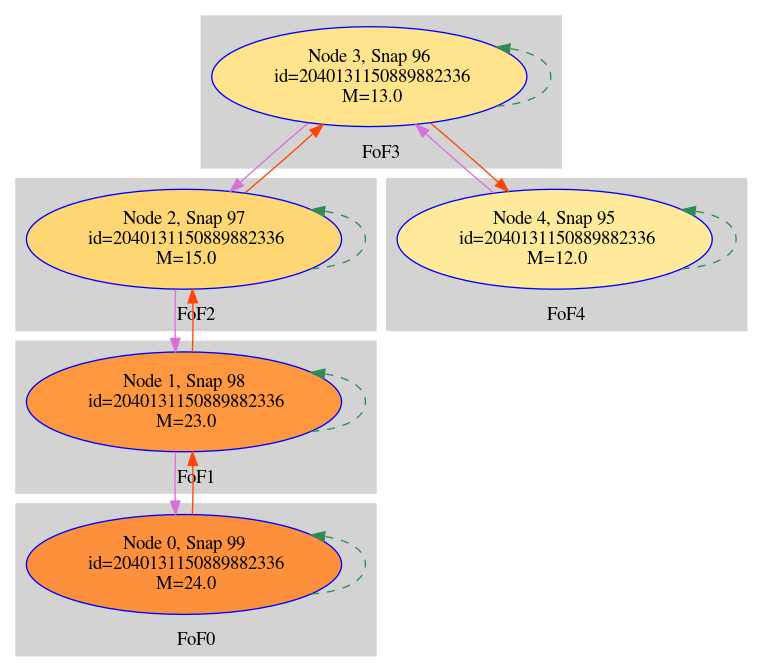 Node 3, Snap 96
id=2040131150889882336
M=13.0
FoF3
Node 2, Snap 97
id=2040131150889882336
M=15.0
FoF2
Node 4, Snap 95
id=2040131150889882336
M=12.0
FoF4
Node 1, Snap 98
id=2040131150889882336
M=23.0
FoF1
Node 0, Snap 99
id=2040131150889882336
M=24.0
FoF0